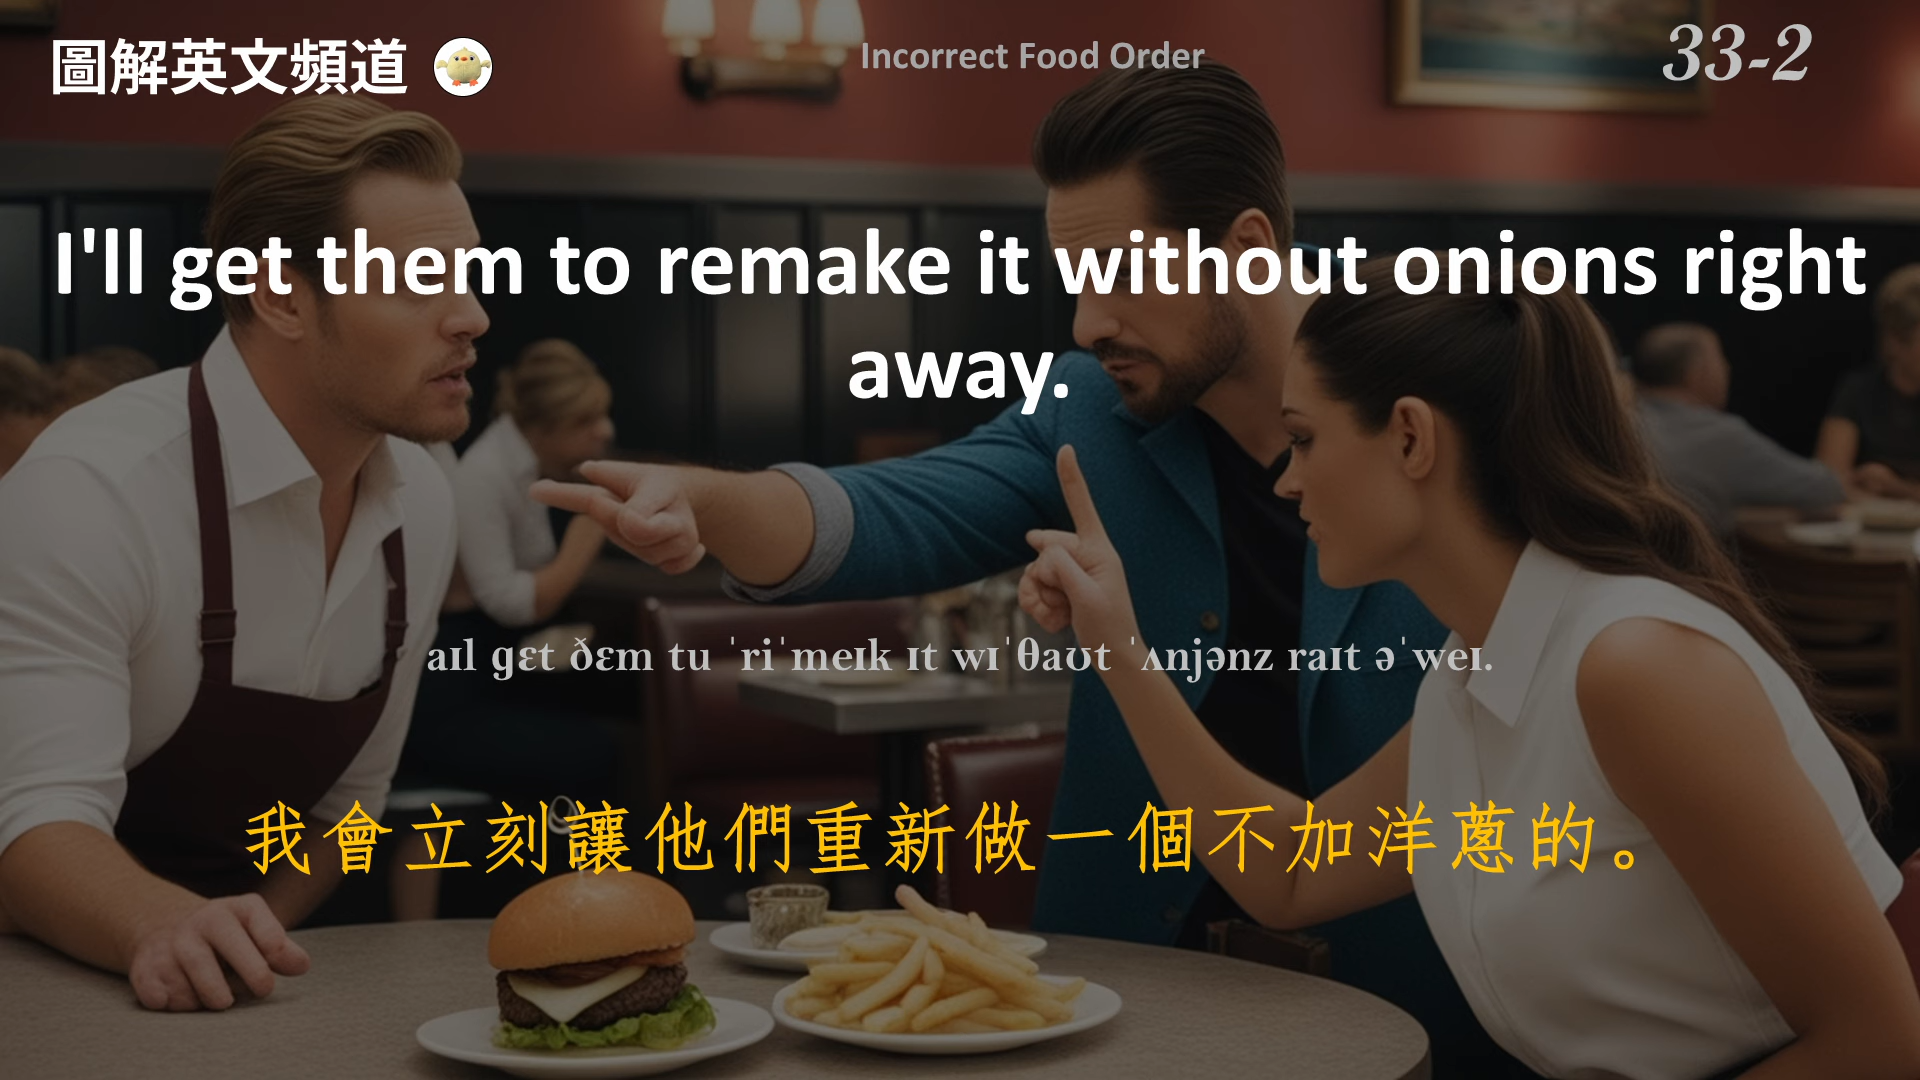 圖解英文頻道
Incorrect Food Order
33-2
I'll get them to remake it without onions right
away.
aɪl ɡɛt ðɛm tu ˈriˈmeɪk ɪt wɪˈθaʊt ˈʌnjənz raɪt əˈweɪ.
我會立刻讓他們重新做一個不加洋蔥的。